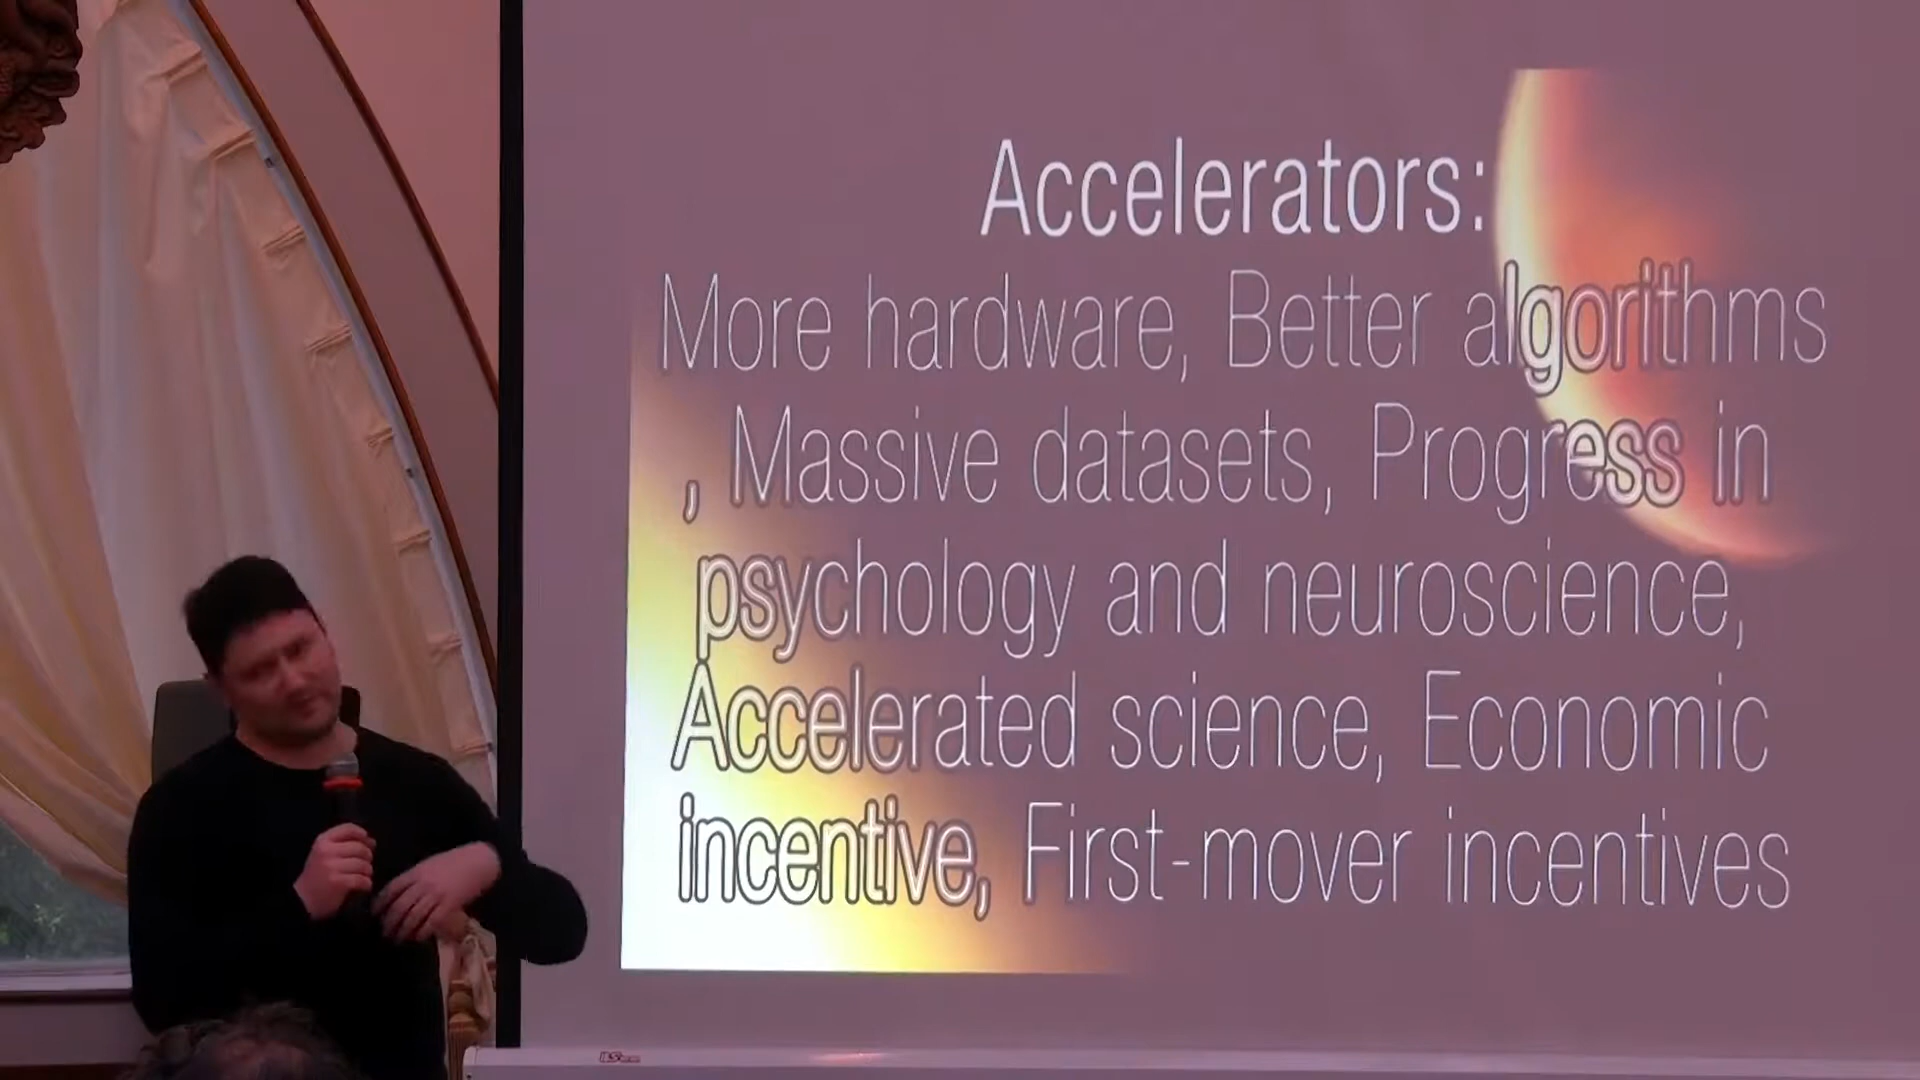 Accelerators:
More hardware, Better algorithms
, Massive datasets, Progress in
psychology and neuroscience,
Accelerated science, Economic
incentive, First-mover incentives